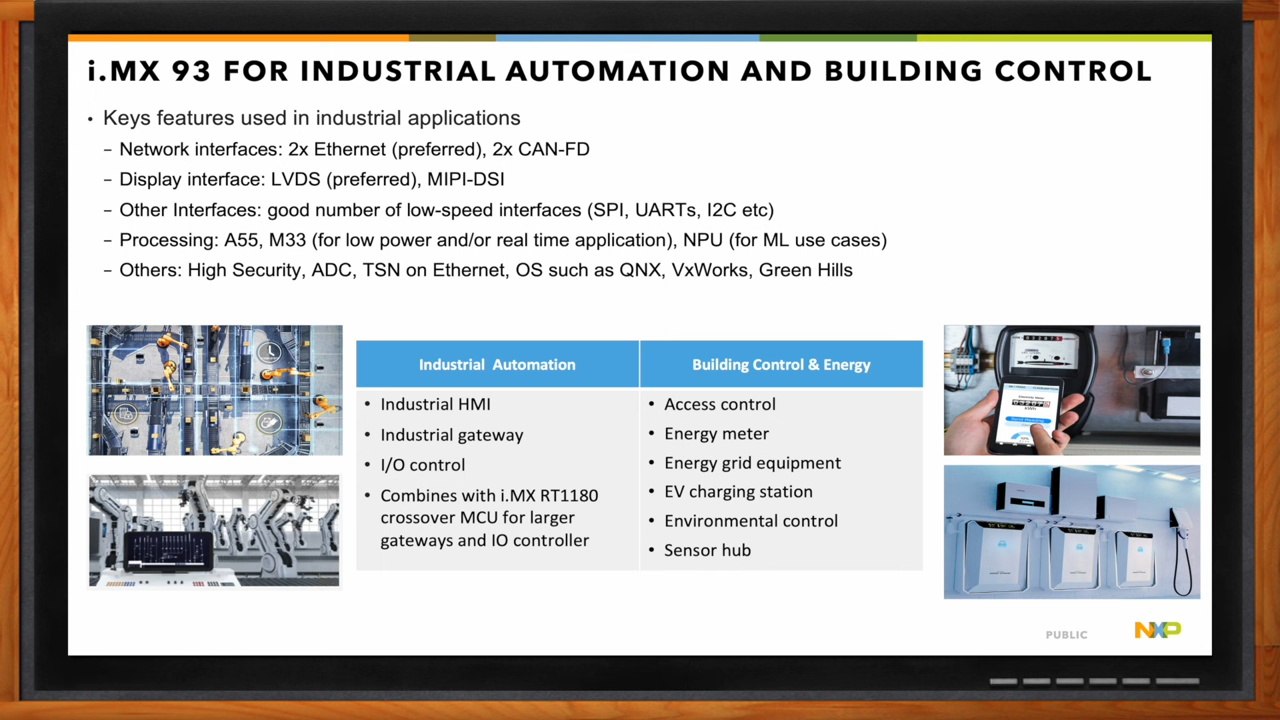 i.MX 93 FOR INDUSTRIAL AUTOMATION AND BUILDING CONTROL
• Keys features used in industrial applications
– Network interfaces: 2x Ethernet (preferred), 2x CAN-FD
– Display interface: LVDS (preferred), MIPI-DSI
– Other Interfaces: good number of low-speed interfaces (SPI, UARTs, I2C etc)
– Processing: A55, M33 (for low power and/or real time application), NPU (for ML use cases)
– Others: High Security, ADC, TSN on Ethernet, OS such as QNX, VxWorks, Green Hills
Industrial Automation
• Industrial HMI
• Industrial gateway
• I/O control
• Combines with i.MX RT1180
crossover MCU for larger
gateways and IO controller
Building Control & Energy
• Access control
• Energy meter
• Energy grid equipment
• EV charging station
• Environmental control
• Sensor hub
kWh
PUBLIC
NXP